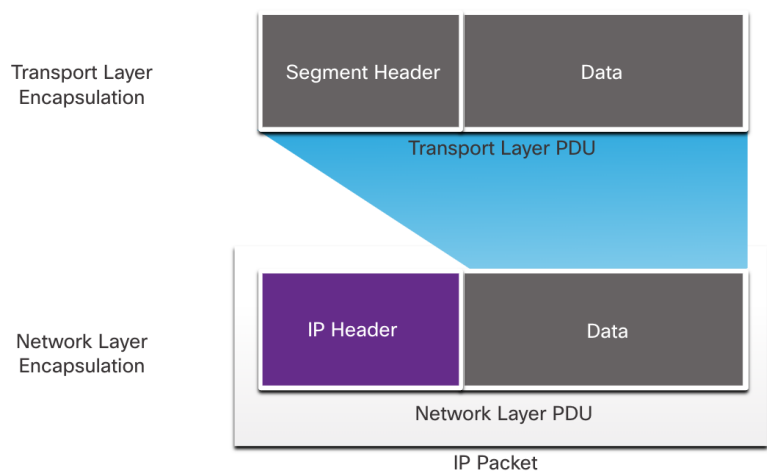 Transport Layer
Encapsulation
Segment Header
Data
Transport Layer PDU
Network Layer
Encapsulation
IP Header
Data
Network Layer PDU
IP Packet